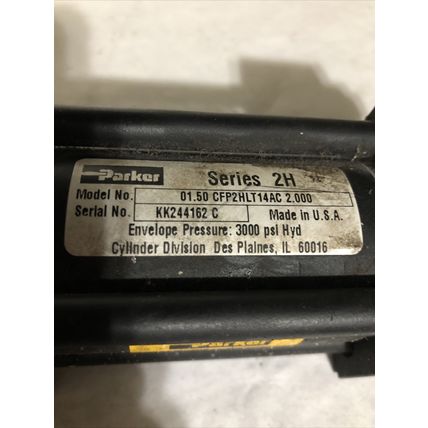 Parker Series 2H
Model No. 01.50 CFP2HLT14AC 2.000
Serial No. KK244162 C Made in U.S.A.
Envelope Pressure: 3000 psi Hyd
Cylinder Division Des Plaines, IL 60016
Parker